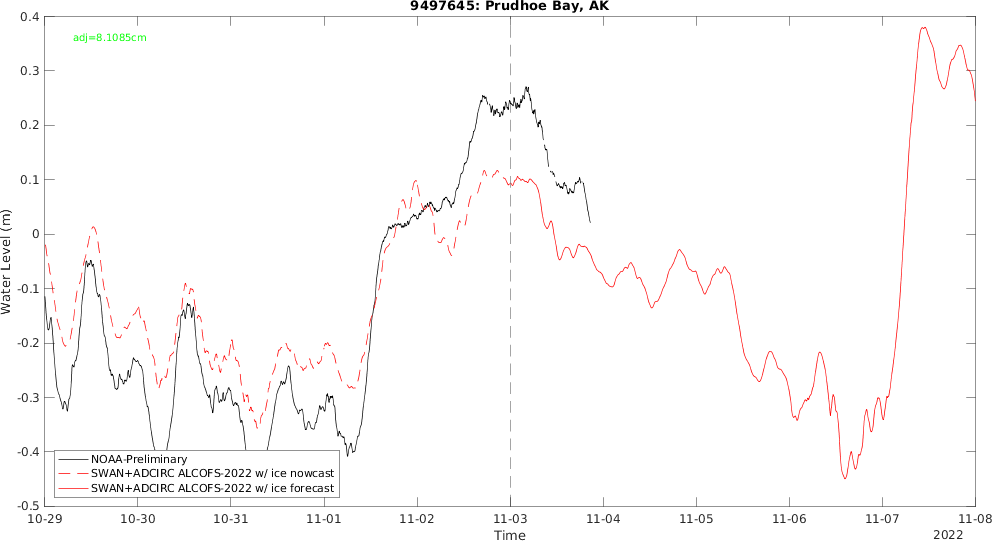 9497645: Prudhoe Bay, AK
adj=8.1085cm
Water Level (m)
0.4
0.3
0.2
0.1
0
-0.1
-0.2
-0.3
-0.4
-0.5
NOAA-Preliminary
SWAN+ADCIRC ALCOFS-2022 w/ ice nowcast
SWAN+ADCIRC ALCOFS-2022 w/ ice forecast
10-29 10-30 10-31 11-01 11-02 11-03 11-04 11-05 11-06 11-07 11-08
Time
2022